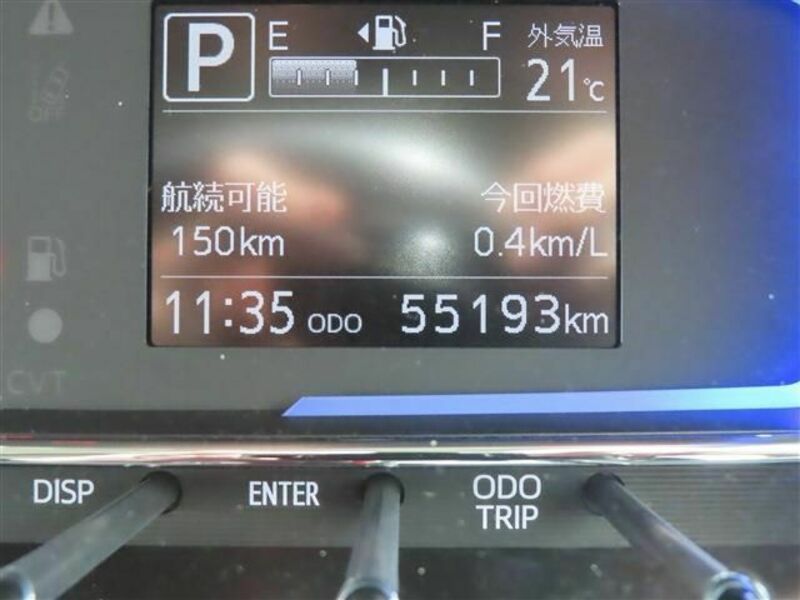 P E F 外気温
21℃
航続可能 今回燃費
150km 0.4km/L
11:35 ODO 55193km
OFF
CVT
DISP ENTER ODO
TRIP